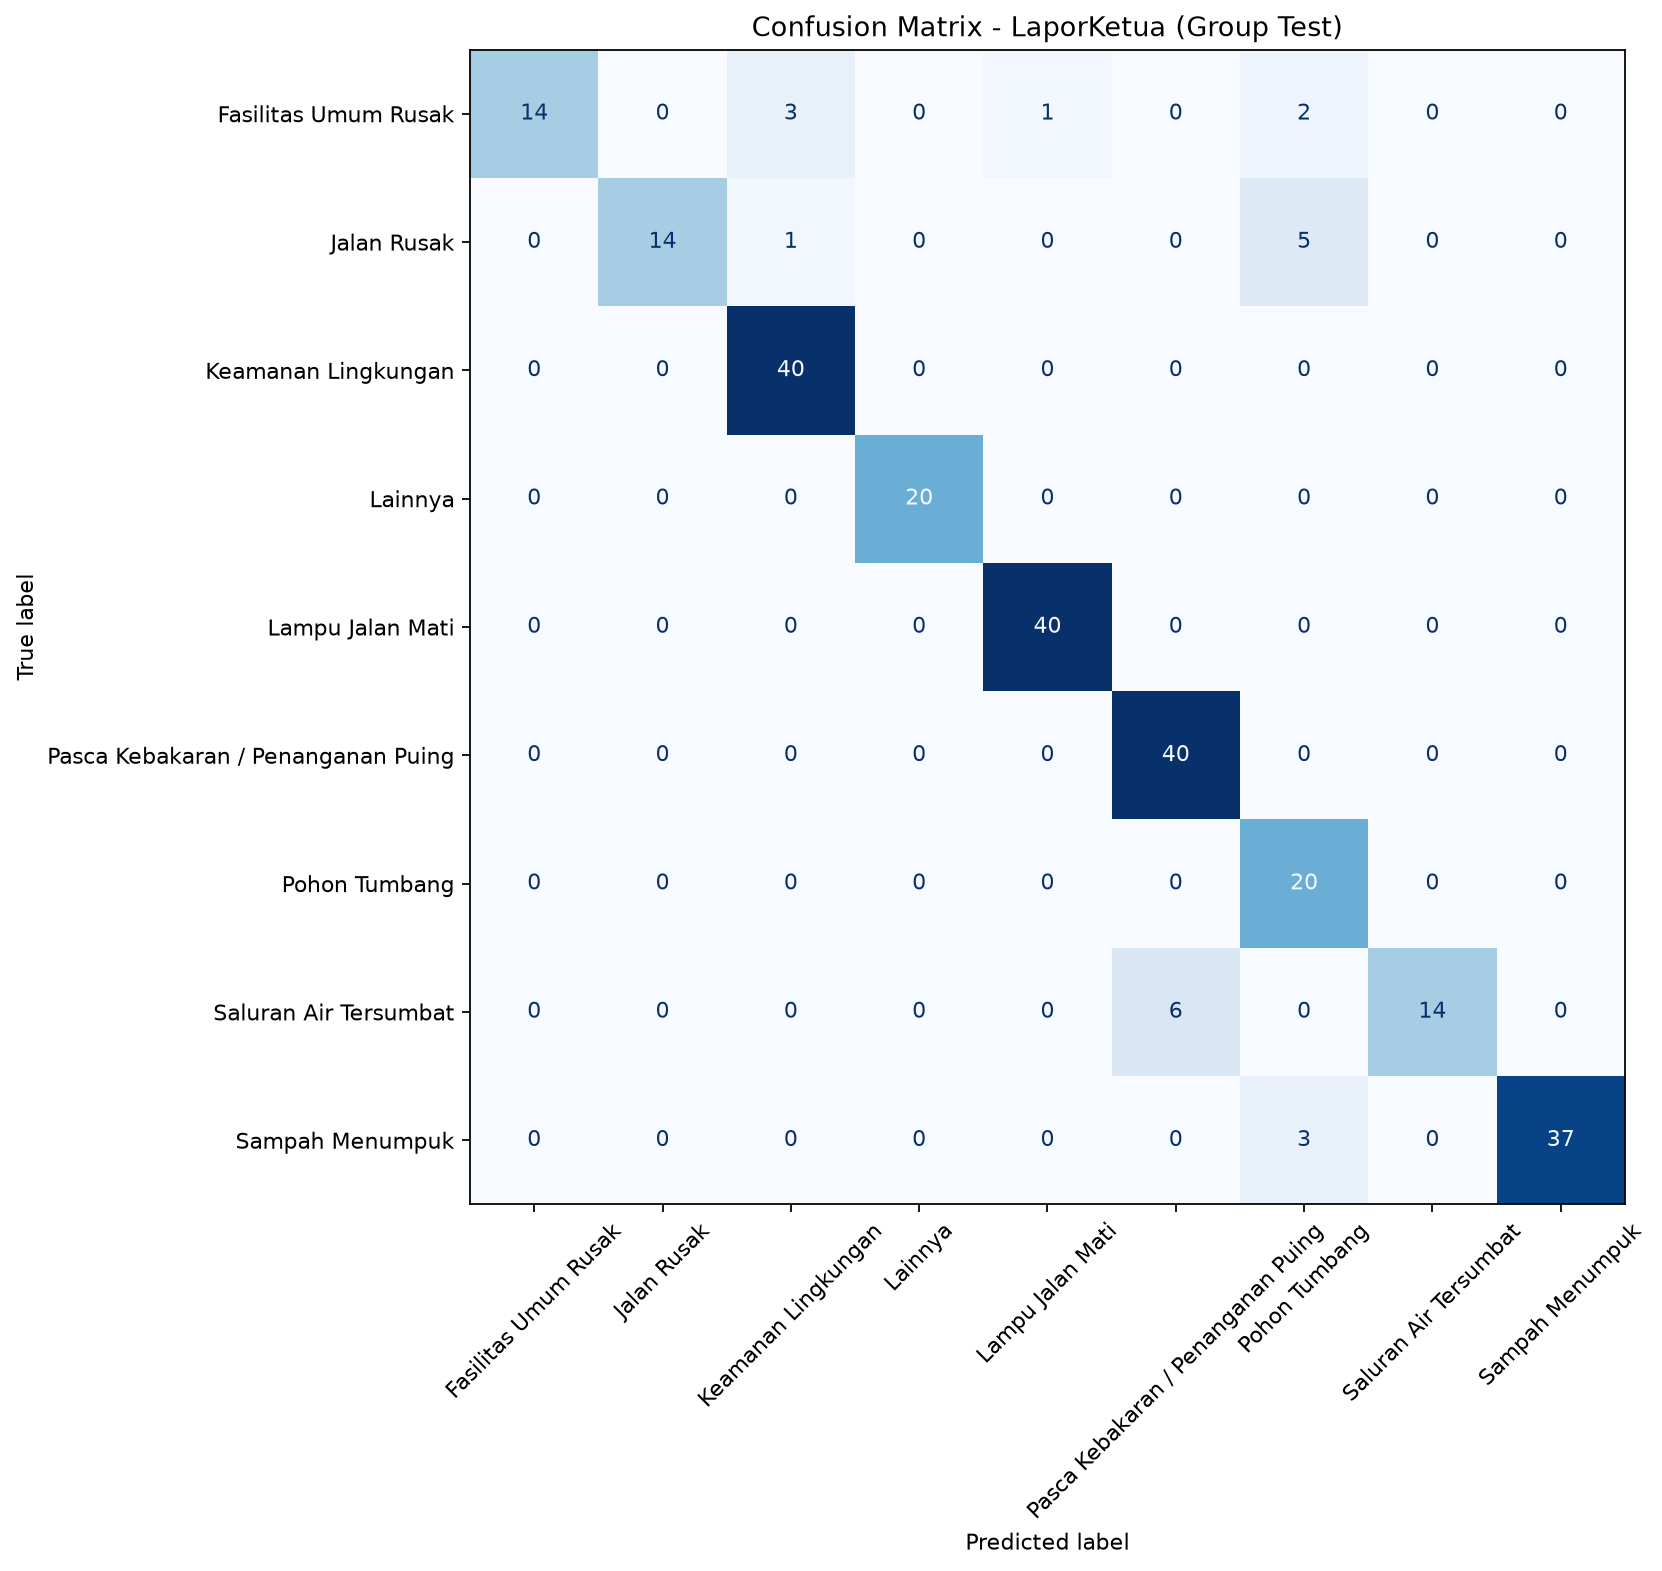 Confusion Matrix - LaporKetua (Group Test)
True label
Fasilitas Umum Rusak 14 0 3 0 1 0 2 0 0
Jalan Rusak 0 14 1 0 0 0 5 0 0
Keamanan Lingkungan 0 0 40 0 0 0 0 0 0
Lainnya 0 0 0 20 0 0 0 0 0
Lampu Jalan Mati 0 0 0 0 40 0 0 0 0
Pasca Kebakaran / Penanganan Puing 0 0 0 0 0 40 0 0 0
Pohon Tumbang 0 0 0 0 0 0 20 0 0
Saluran Air Tersumbat 0 0 0 0 0 6 0 14 0
Sampah Menumpuk 0 0 0 0 0 0 3 0 37
Fasilitas Umum Rusak
Jalan Rusak
Keamanan Lingkungan
Lainnya
Lampu Jalan Mati
Pasca Kebakaran / Penanganan Puing
Pohon Tumbang
Saluran Air Tersumbat
Sampah Menumpuk
Predicted label